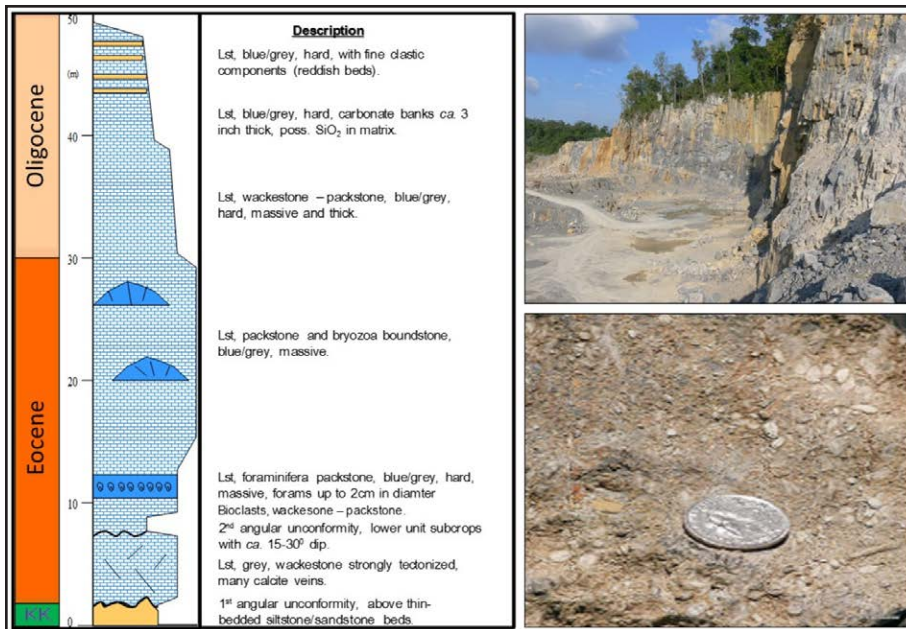 Oligocene
Eocene
KK
50
(m)
40
30
20
10
0
Description
Lst, blue/grey, hard, with fine clastic
components (reddish beds).
Lst, blue/grey, hard, carbonate banks ca. 3
inch thick, poss. SiO₂ in matrix.
Lst, wackestone – packstone, blue/grey,
hard, massive and thick.
Lst, packstone and bryozoa boundstone,
blue/grey, massive.
Lst, foraminifera packstone, blue/grey, hard,
massive, forams up to 2cm in diamter
Bioclasts, wackesone – packstone.
2nd angular unconformity, lower unit subcrops
with ca. 15-30⁰ dip.
Lst, grey, wackestone strongly tectonized,
many calcite veins.
1st angular unconformity, above thin-
bedded siltstone/sandstone beds.